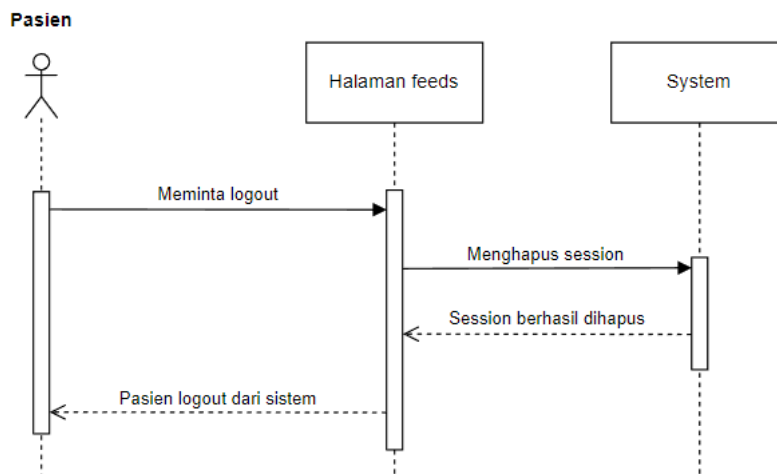 Pasien
Halaman feeds
System
Meminta logout
Menghapus session
Session berhasil dihapus
Pasien logout dari sistem